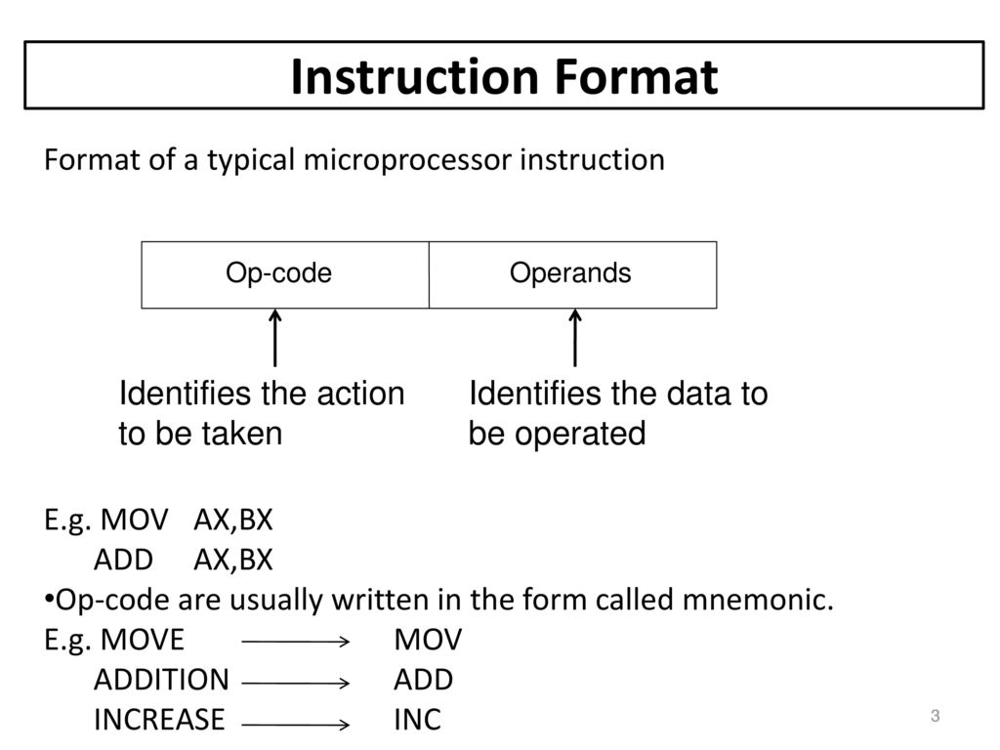 Instruction Format
Format of a typical microprocessor instruction
Op-code Operands
Identifies the action
to be taken
Identifies the data to
be operated
E.g. MOV AX,BX
ADD AX,BX
•Op-code are usually written in the form called mnemonic.
E.g. MOVE MOV
ADDITION ADD
INCREASE INC
3